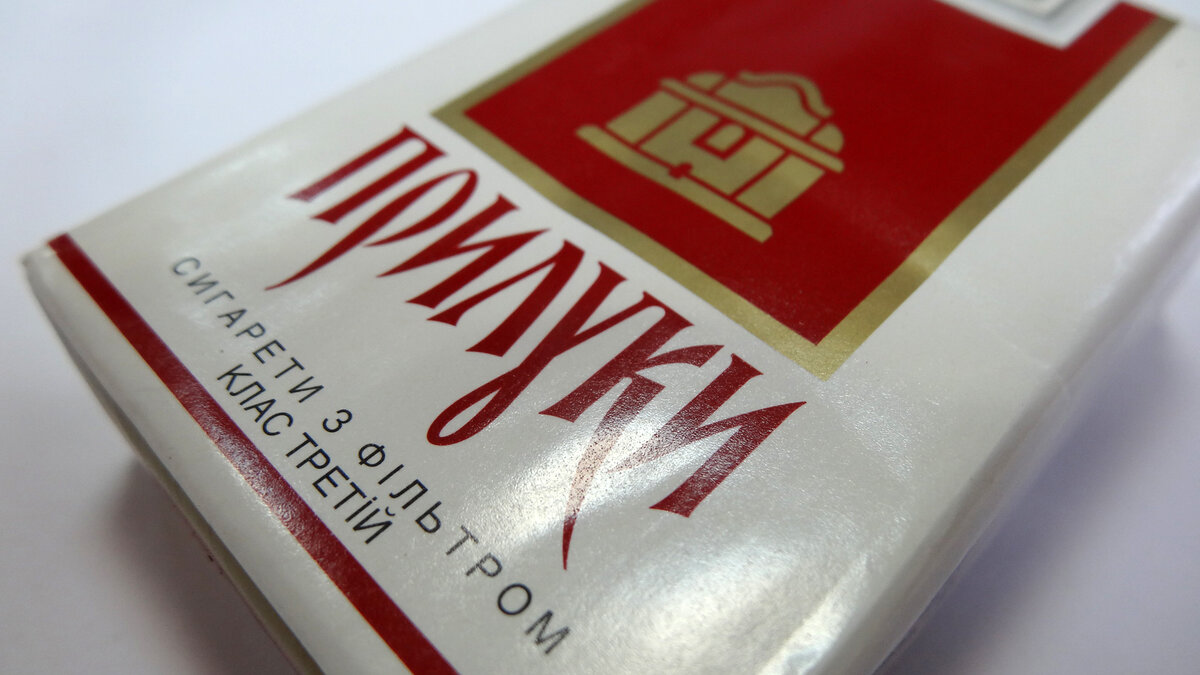 ПРИЛУКИ
СИГАРЕТИ З ФІЛЬТРОМ
КЛАС ТРЕТІЙ